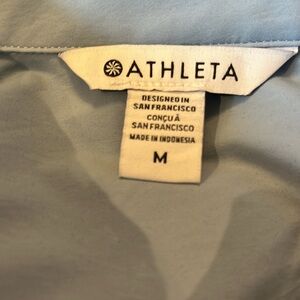 ATHLETA
DESIGNED IN
SAN FRANCISCO
CONÇU À
SAN FRANCISCO
MADE IN INDONESIA
M